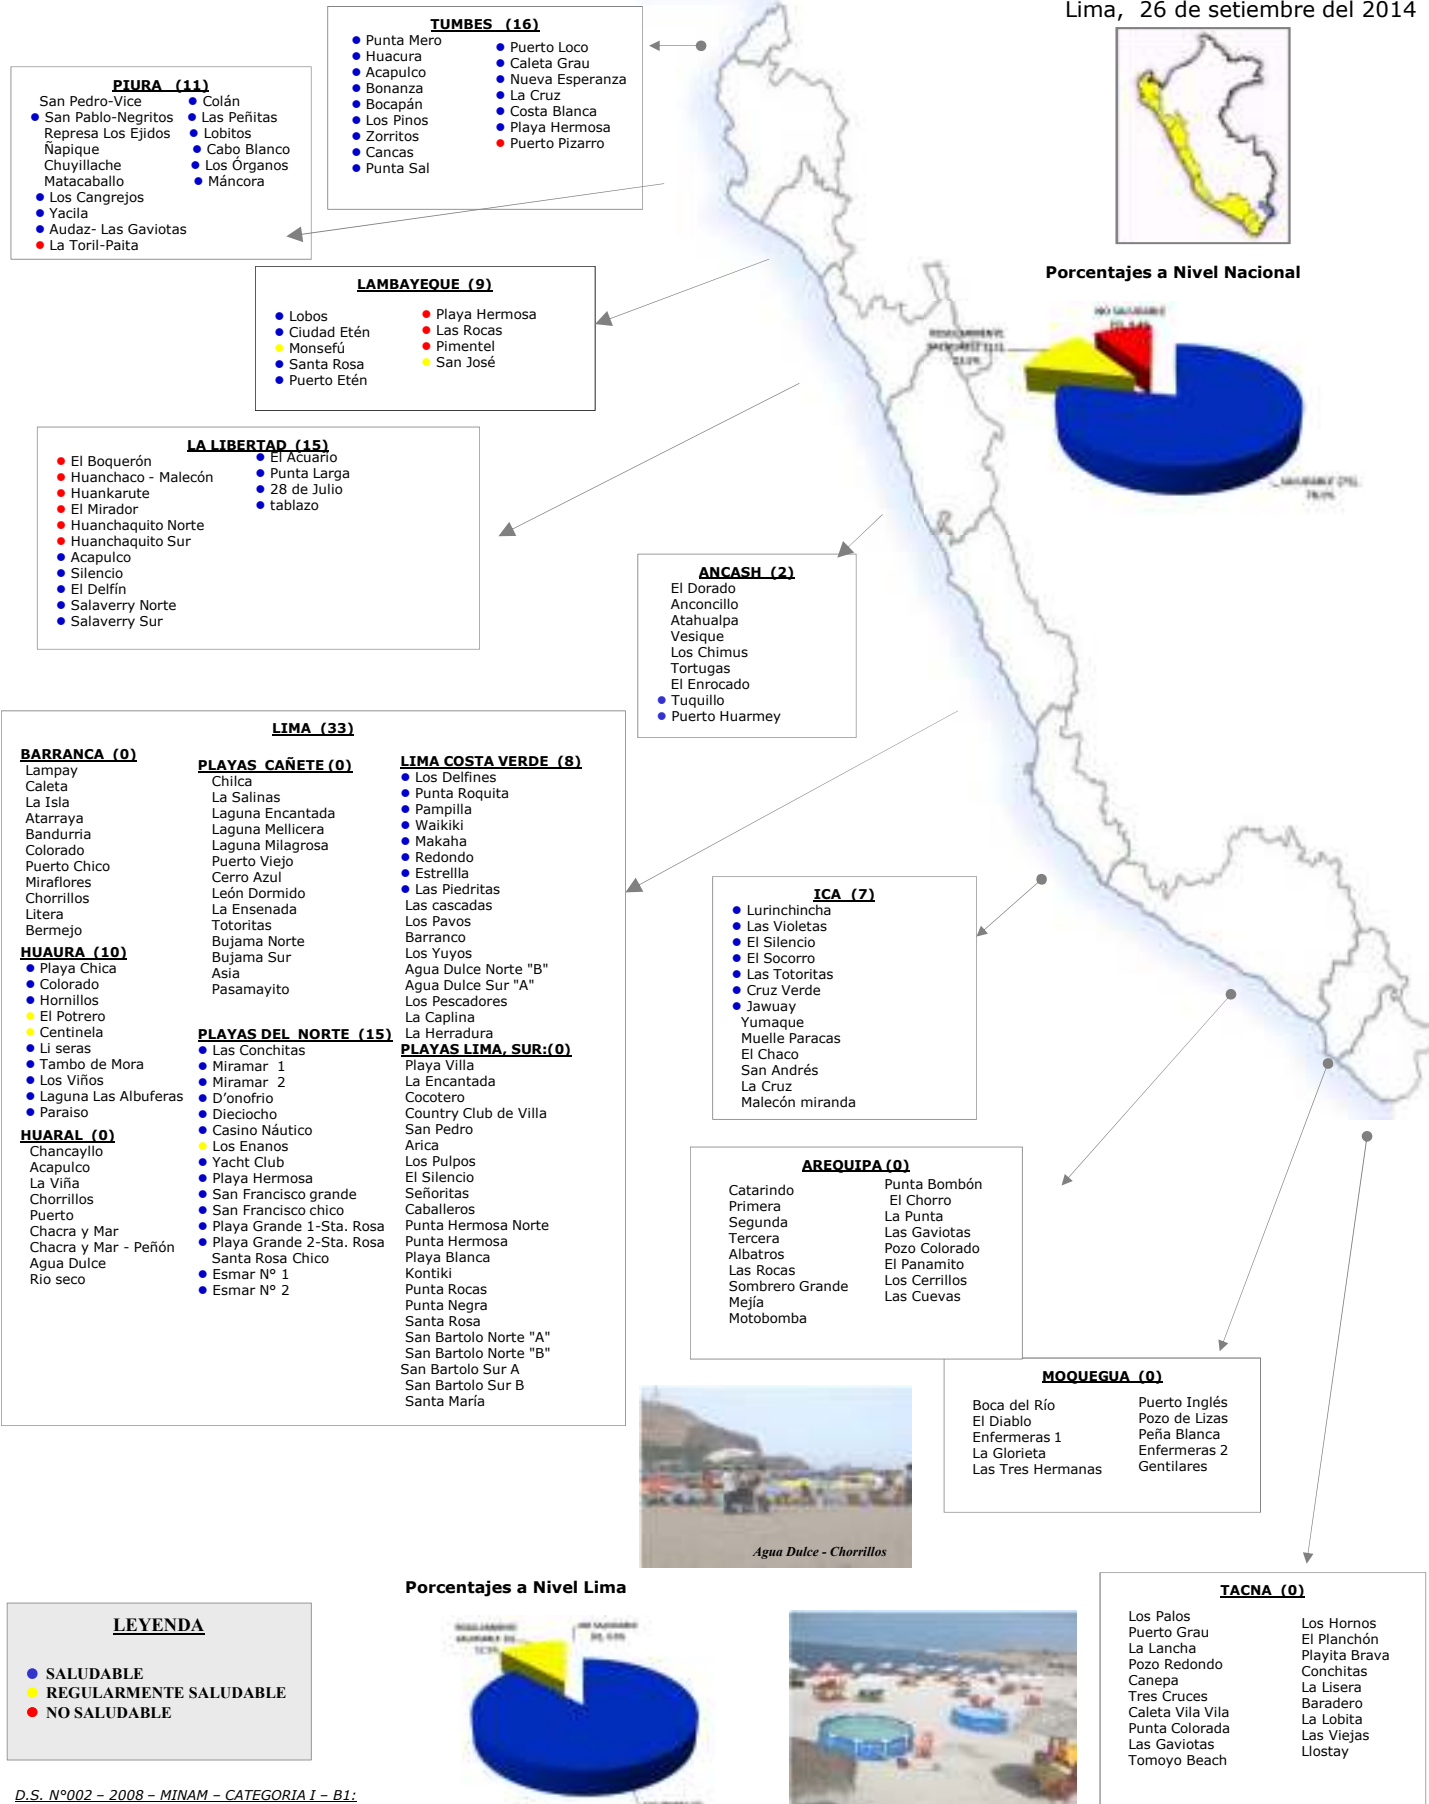 Lima, 26 de setiembre del 2014
TUMBES (16)
Punta Mero
Huacura
Acapulco
Bonanza
Bocapán
Los Pinos
Zorritos
Cancas
Punta Sal
Puerto Loco
Caleta Grau
Nueva Esperanza
La Cruz
Costa Blanca
Playa Hermosa
Puerto Pizarro
PIURA (11)
San Pedro-Vice
San Pablo-Negritos
Represa Los Ejidos
Ñapique
Chuyillache
Matacaballo
Los Cangrejos
Yacila
Audaz- Las Gaviotas
La Toril-Paita
Colán
Las Peñitas
Lobitos
Cabo Blanco
Los Órganos
Máncora
LAMBAYEQUE (9)
Lobos
Ciudad Etén
Monsefú
Santa Rosa
Puerto Etén
Playa Hermosa
Las Rocas
Pimentel
San José
Porcentajes a Nivel Nacional
NO SALUDABLE
REGULARMENTE
SALUDABLE
LA LIBERTAD (15)
El Boquerón
Huanchaco - Malecón
Huankarute
El Mirador
Huanchaquito Norte
Huanchaquito Sur
Acapulco
Silencio
El Delfín
Salaverry Norte
Salaverry Sur
El Acuario
Punta Larga
28 de Julio
tablazo
ANCASH (2)
El Dorado
Anconcillo
Atahualpa
Vesique
Los Chimus
Tortugas
El Enrocado
Tuquillo
Puerto Huarmey
LIMA (33)
BARRANCA (0)
Lampay
Caleta
La Isla
Atarraya
Bandurria
Colorado
Puerto Chico
Miraflores
Chorrillos
Litera
Bermejo
HUAURA (10)
Playa Chica
Colorado
Hornillos
El Potrero
Centinela
Li seras
Tambo de Mora
Los Viños
Laguna Las Albuferas
Paraiso
HUARAL (0)
Chancayllo
Acapulco
La Viña
Chorrillos
Puerto
Chacra y Mar
Chacra y Mar - Peñón
Agua Dulce
Rio seco
PLAYAS CAÑETE (0)
Chilca
La Salinas
Laguna Encantada
Laguna Mellicera
Laguna Milagrosa
Puerto Viejo
Cerro Azul
León Dormido
La Ensenada
Totoritas
Bujama Norte
Bujama Sur
Asia
Pasamayito
PLAYAS DEL NORTE (15)
Las Conchitas
Miramar 1
Miramar 2
D'onofrio
Dieciocho
Casino Náutico
Los Enanos
Yacht Club
Playa Hermosa
San Francisco grande
San Francisco chico
Playa Grande 1-Sta. Rosa
Playa Grande 2-Sta. Rosa
Santa Rosa Chico
Esmar N° 1
Esmar N° 2
LIMA COSTA VERDE (8)
Los Delfines
Punta Roquita
Pampilla
Waikiki
Makaha
Redondo
Estrellla
Las Piedritas
Las cascadas
Los Pavos
Barranco
Los Yuyos
Agua Dulce Norte "B"
Agua Dulce Sur "A"
Los Pescadores
La Caplina
La Herradura
PLAYAS LIMA, SUR:(0)
Playa Villa
La Encantada
Cocotero
Country Club de Villa
San Pedro
Arica
Los Pulpos
El Silencio
Señoritas
Caballeros
Punta Hermosa Norte
Punta Hermosa
Playa Blanca
Kontiki
Punta Rocas
Punta Negra
Santa Rosa
San Bartolo Norte "A"
San Bartolo Norte "B"
San Bartolo Sur A
San Bartolo Sur B
Santa María
ICA (7)
Lurinchincha
Las Violetas
El Silencio
El Socorro
Las Totoritas
Cruz Verde
Jawuay
Yumaque
Muelle Paracas
El Chaco
San Andrés
La Cruz
Malecón miranda
AREQUIPA (0)
Catarindo
Primera
Segunda
Tercera
Albatros
Las Rocas
Sombrero Grande
Mejía
Motobomba
Punta Bombón
El Chorro
La Punta
Las Gaviotas
Pozo Colorado
El Panamito
Los Cerrillos
Las Cuevas
MOQUEGUA (0)
Boca del Río
El Diablo
Enfermeras 1
La Glorieta
Las Tres Hermanas
Puerto Inglés
Pozo de Lizas
Peña Blanca
Enfermeras 2
Gentilares
Agua Dulce - Chorrillos
TACNA (0)
Los Palos
Puerto Grau
La Lancha
Pozo Redondo
Canepa
Tres Cruces
Caleta Vila Vila
Punta Colorada
Las Gaviotas
Tomoyo Beach
Los Hornos
El Planchón
Playita Brava
Conchitas
La Lisera
Baradero
La Lobita
Las Viejas
Llostay
Porcentajes a Nivel Lima
LEYENDA
SALUDABLE
REGULARMENTE SALUDABLE
NO SALUDABLE
D.S. N°002 – 2008 – MINAM – CATEGORIA I – B1: